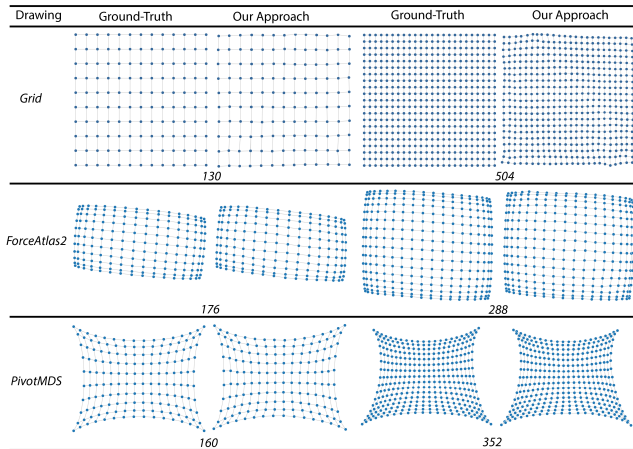 Drawing Ground-Truth Our Approach Ground-Truth Our Approach
Grid
130 504
ForceAtlas2
176 288
PivotMDS
160 352